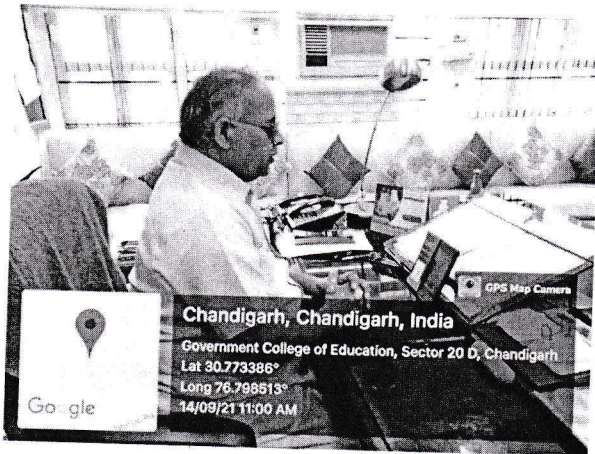 GPS Map Camera
Chandigarh, Chandigarh, India
Government College of Education, Sector 20 D, Chandigarh
Lat 30.773386°
Long 76.798513°
14/09/21 11:00 AM
Google